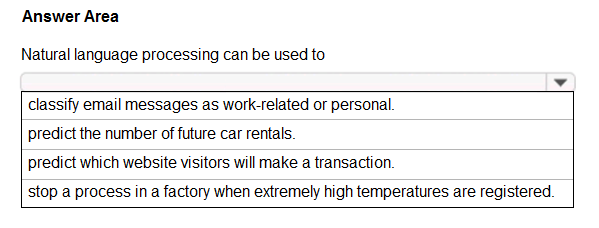 Answer Area
Natural language processing can be used to
classify email messages as work-related or personal.
predict the number of future car rentals.
predict which website visitors will make a transaction.
stop a process in a factory when extremely high temperatures are registered.